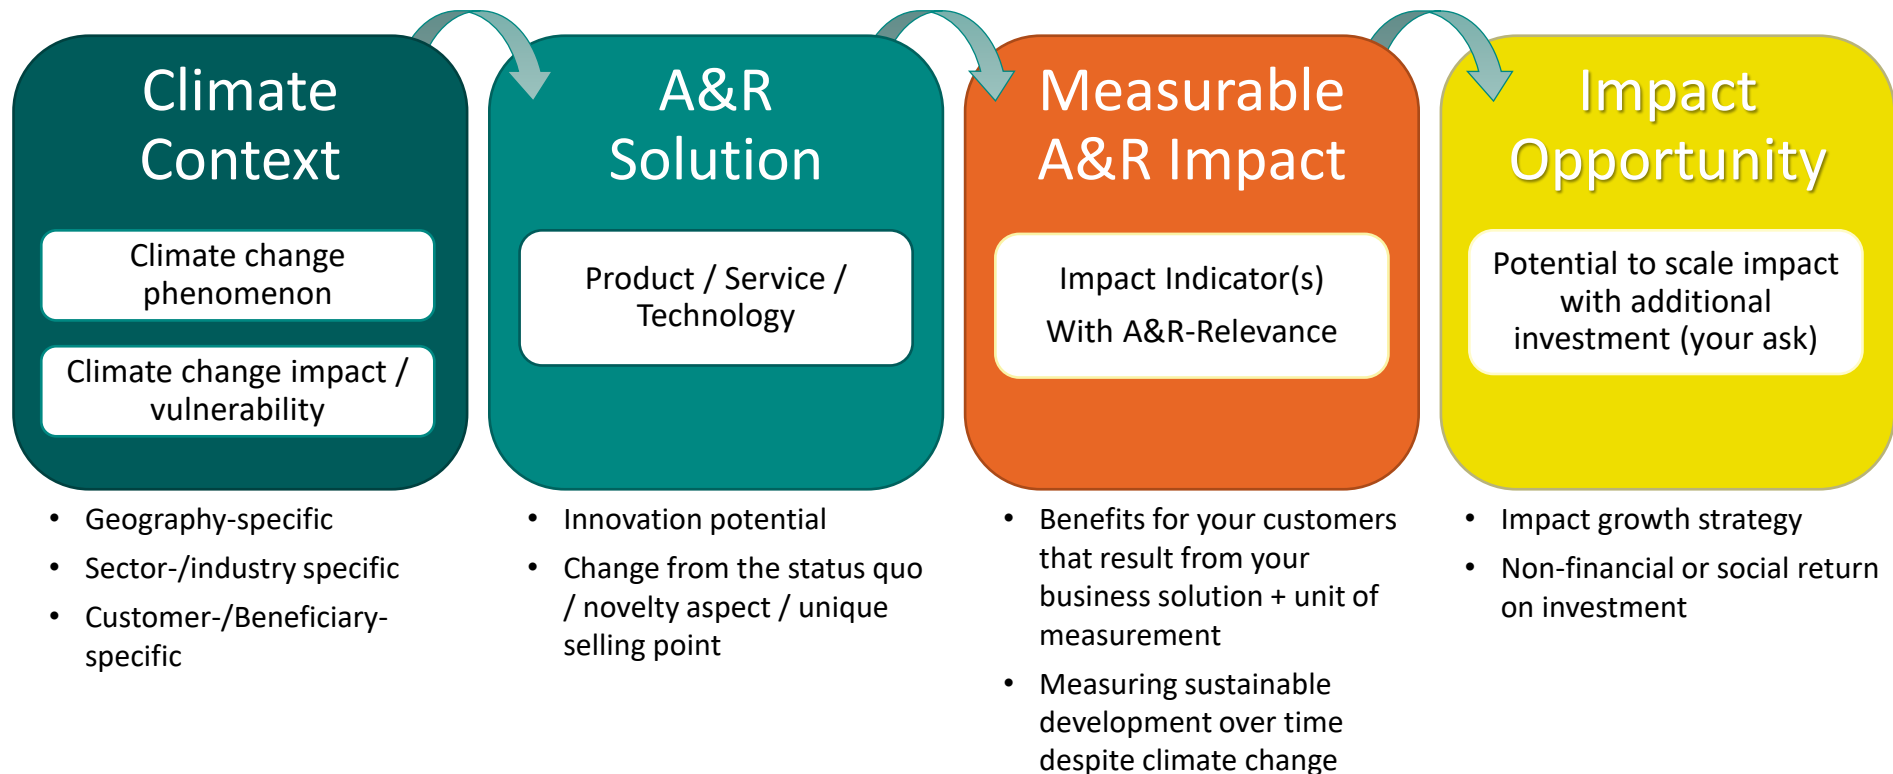 Climate
Context
Climate change
phenomenon
Climate change impact /
vulnerability
• Geography-specific
• Sector-/industry specific
• Customer-/Beneficiary-
specific
A&R
Solution
Product / Service /
Technology
• Innovation potential
• Change from the status quo
/ novelty aspect / unique
selling point
Measurable
A&R Impact
Impact Indicator(s)
With A&R-Relevance
• Benefits for your customers
that result from your
business solution + unit of
measurement
• Measuring sustainable
development over time
despite climate change
Impact
Opportunity
Potential to scale impact
with additional
investment (your ask)
• Impact growth strategy
• Non-financial or social return
on investment